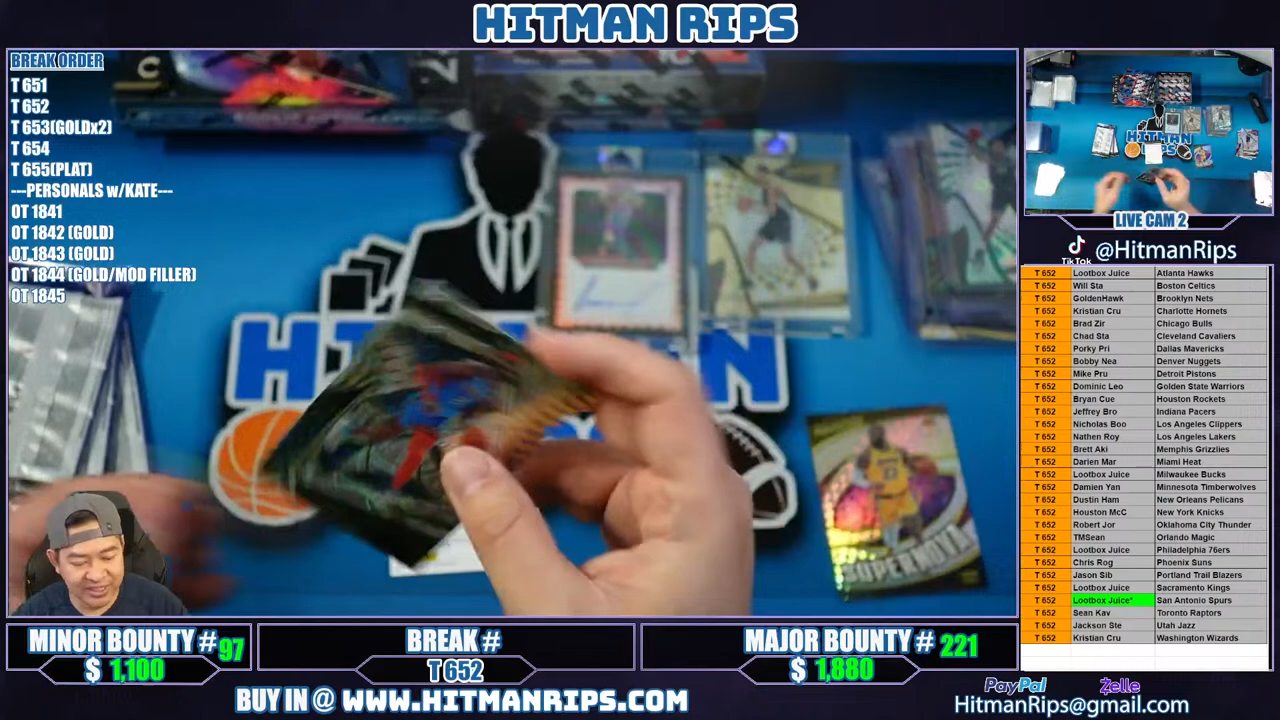 HITMAN RIPS
BREAK ORDER
T 651
T 652
T 653(GOLDx2)
T 654
T 655(PLAT)
---PERSONALS w/KATE---
OT 1841
OT 1842 (GOLD)
OT 1843 (GOLD)
OT 1844 (GOLD/MOD FILLER)
OT 1845
SUPERNOVA
LIVE CAM 2
TikTok @HitmanRips
T 652 Lootbox Juice Atlanta Hawks
T 652 Will Sta Boston Celtics
T 652 GoldenHawk Brooklyn Nets
T 652 Kristian Cru Charlotte Hornets
T 652 Brad Zir Chicago Bulls
T 652 Chad Sta Cleveland Cavaliers
T 652 Porky Pri Dallas Mavericks
T 652 Bobby Nea Denver Nuggets
T 652 Mike Pru Detroit Pistons
T 652 Dominic Leo Golden State Warriors
T 652 Bryan Cue Houston Rockets
T 652 Jeffrey Bro Indiana Pacers
T 652 Nicholas Boo Los Angeles Clippers
T 652 Nathen Roy Los Angeles Lakers
T 652 Brett Aki Memphis Grizzlies
T 652 Darien Mar Miami Heat
T 652 Lootbox Juice Milwaukee Bucks
T 652 Damien Yan Minnesota Timberwolves
T 652 Dustin Ham New Orleans Pelicans
T 652 Houston McC New York Knicks
T 652 Robert Jor Oklahoma City Thunder
T 652 TMSean Orlando Magic
T 652 Lootbox Juice Philadelphia 76ers
T 652 Chris Rog Phoenix Suns
T 652 Jason Sib Portland Trail Blazers
T 652 Lootbox Juice Sacramento Kings
T 652 Lootbox Juice* San Antonio Spurs
T 652 Sean Kav Toronto Raptors
T 652 Jackson Ste Utah Jazz
T 652 Kristian Cru Washington Wizards
MINOR BOUNTY # 97
$ 1,100
BREAK #
T 652
MAJOR BOUNTY # 221
$ 1,880
BUY IN @ WWW.HITMANRIPS.COM
PayPal Zelle
HitmanRips@gmail.com